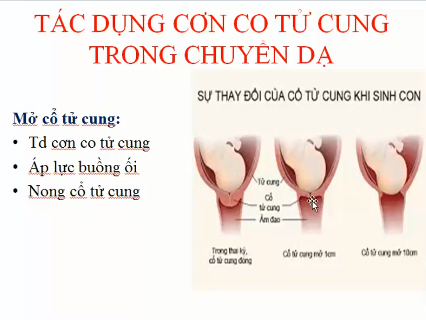 TÁC DỤNG CƠN CO TỬ CUNG
TRONG CHUYỂN DẠ
SỰ THAY ĐỔI CỦA CỔ TỬ CUNG KHI SINH CON
Mở cổ tử cung:
• Td cơn co tử cung
• Áp lực buồng ối
• Nong cổ tử cung
Tử cung
Cổ
tử cung
Âm đạo
Trong thai kỳ,
cổ tử cung đóng
Cổ tử cung mở 1cm
Cổ tử cung mở 10cm